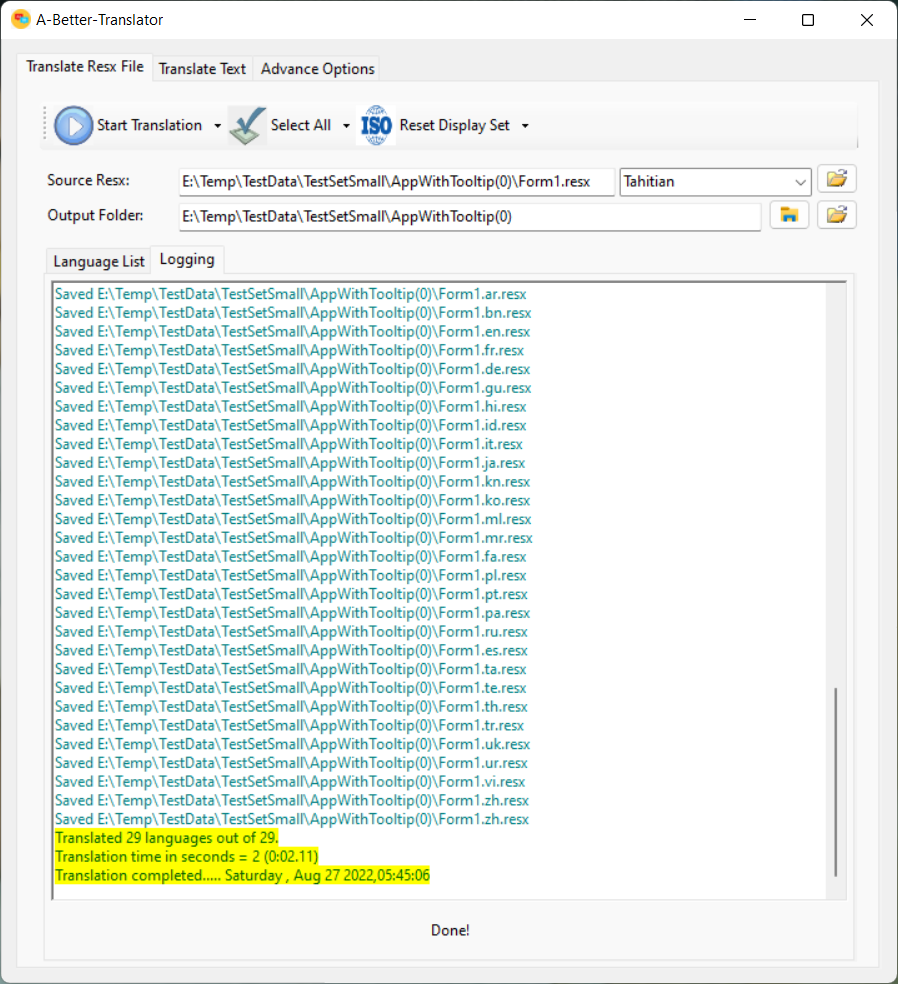 A-Better-Translator
Translate Resx File Translate Text Advance Options
Start Translation Select All ISO Reset Display Set
Source Resx: E:\Temp\TestData\TestSetSmall\AppWithTooltip(0)\Form1.resx Tahitian
Output Folder: E:\Temp\TestData\TestSetSmall\AppWithTooltip(0)
Language List Logging
Saved E:\Temp\TestData\TestSetSmall\AppWithTooltip(0)\Form1.ar.resx
Saved E:\Temp\TestData\TestSetSmall\AppWithTooltip(0)\Form1.bn.resx
Saved E:\Temp\TestData\TestSetSmall\AppWithTooltip(0)\Form1.en.resx
Saved E:\Temp\TestData\TestSetSmall\AppWithTooltip(0)\Form1.fr.resx
Saved E:\Temp\TestData\TestSetSmall\AppWithTooltip(0)\Form1.de.resx
Saved E:\Temp\TestData\TestSetSmall\AppWithTooltip(0)\Form1.gu.resx
Saved E:\Temp\TestData\TestSetSmall\AppWithTooltip(0)\Form1.hi.resx
Saved E:\Temp\TestData\TestSetSmall\AppWithTooltip(0)\Form1.id.resx
Saved E:\Temp\TestData\TestSetSmall\AppWithTooltip(0)\Form1.it.resx
Saved E:\Temp\TestData\TestSetSmall\AppWithTooltip(0)\Form1.ja.resx
Saved E:\Temp\TestData\TestSetSmall\AppWithTooltip(0)\Form1.kn.resx
Saved E:\Temp\TestData\TestSetSmall\AppWithTooltip(0)\Form1.ko.resx
Saved E:\Temp\TestData\TestSetSmall\AppWithTooltip(0)\Form1.ml.resx
Saved E:\Temp\TestData\TestSetSmall\AppWithTooltip(0)\Form1.mr.resx
Saved E:\Temp\TestData\TestSetSmall\AppWithTooltip(0)\Form1.fa.resx
Saved E:\Temp\TestData\TestSetSmall\AppWithTooltip(0)\Form1.pl.resx
Saved E:\Temp\TestData\TestSetSmall\AppWithTooltip(0)\Form1.pt.resx
Saved E:\Temp\TestData\TestSetSmall\AppWithTooltip(0)\Form1.pa.resx
Saved E:\Temp\TestData\TestSetSmall\AppWithTooltip(0)\Form1.ru.resx
Saved E:\Temp\TestData\TestSetSmall\AppWithTooltip(0)\Form1.es.resx
Saved E:\Temp\TestData\TestSetSmall\AppWithTooltip(0)\Form1.ta.resx
Saved E:\Temp\TestData\TestSetSmall\AppWithTooltip(0)\Form1.te.resx
Saved E:\Temp\TestData\TestSetSmall\AppWithTooltip(0)\Form1.th.resx
Saved E:\Temp\TestData\TestSetSmall\AppWithTooltip(0)\Form1.tr.resx
Saved E:\Temp\TestData\TestSetSmall\AppWithTooltip(0)\Form1.uk.resx
Saved E:\Temp\TestData\TestSetSmall\AppWithTooltip(0)\Form1.ur.resx
Saved E:\Temp\TestData\TestSetSmall\AppWithTooltip(0)\Form1.vi.resx
Saved E:\Temp\TestData\TestSetSmall\AppWithTooltip(0)\Form1.zh.resx
Saved E:\Temp\TestData\TestSetSmall\AppWithTooltip(0)\Form1.zh.resx
Translated 29 languages out of 29.
Translation time in seconds = 2 (0:02.11)
Translation completed..... Saturday , Aug 27 2022,05:45:06
Done!